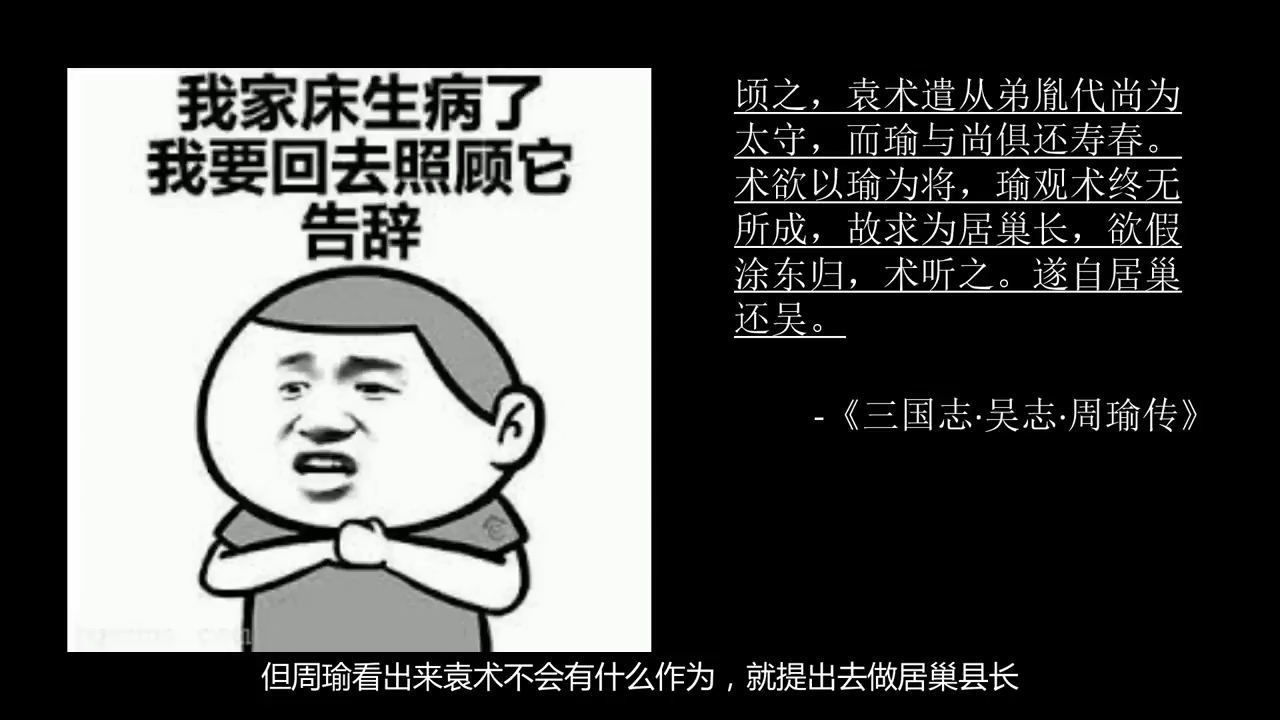 我家床生病了
我要回去照顾它
告辞
顷之，袁术遣从弟胤代尚为
太守，而瑜与尚俱还寿春。
术欲以瑜为将，瑜观术终无
所成，故求为居巢长，欲假
涂东归，术听之。遂自居巢
还吴。
-《三国志·吴志·周瑜传》
但周瑜看出来袁术不会有什么作为，就提出去做居巢县长